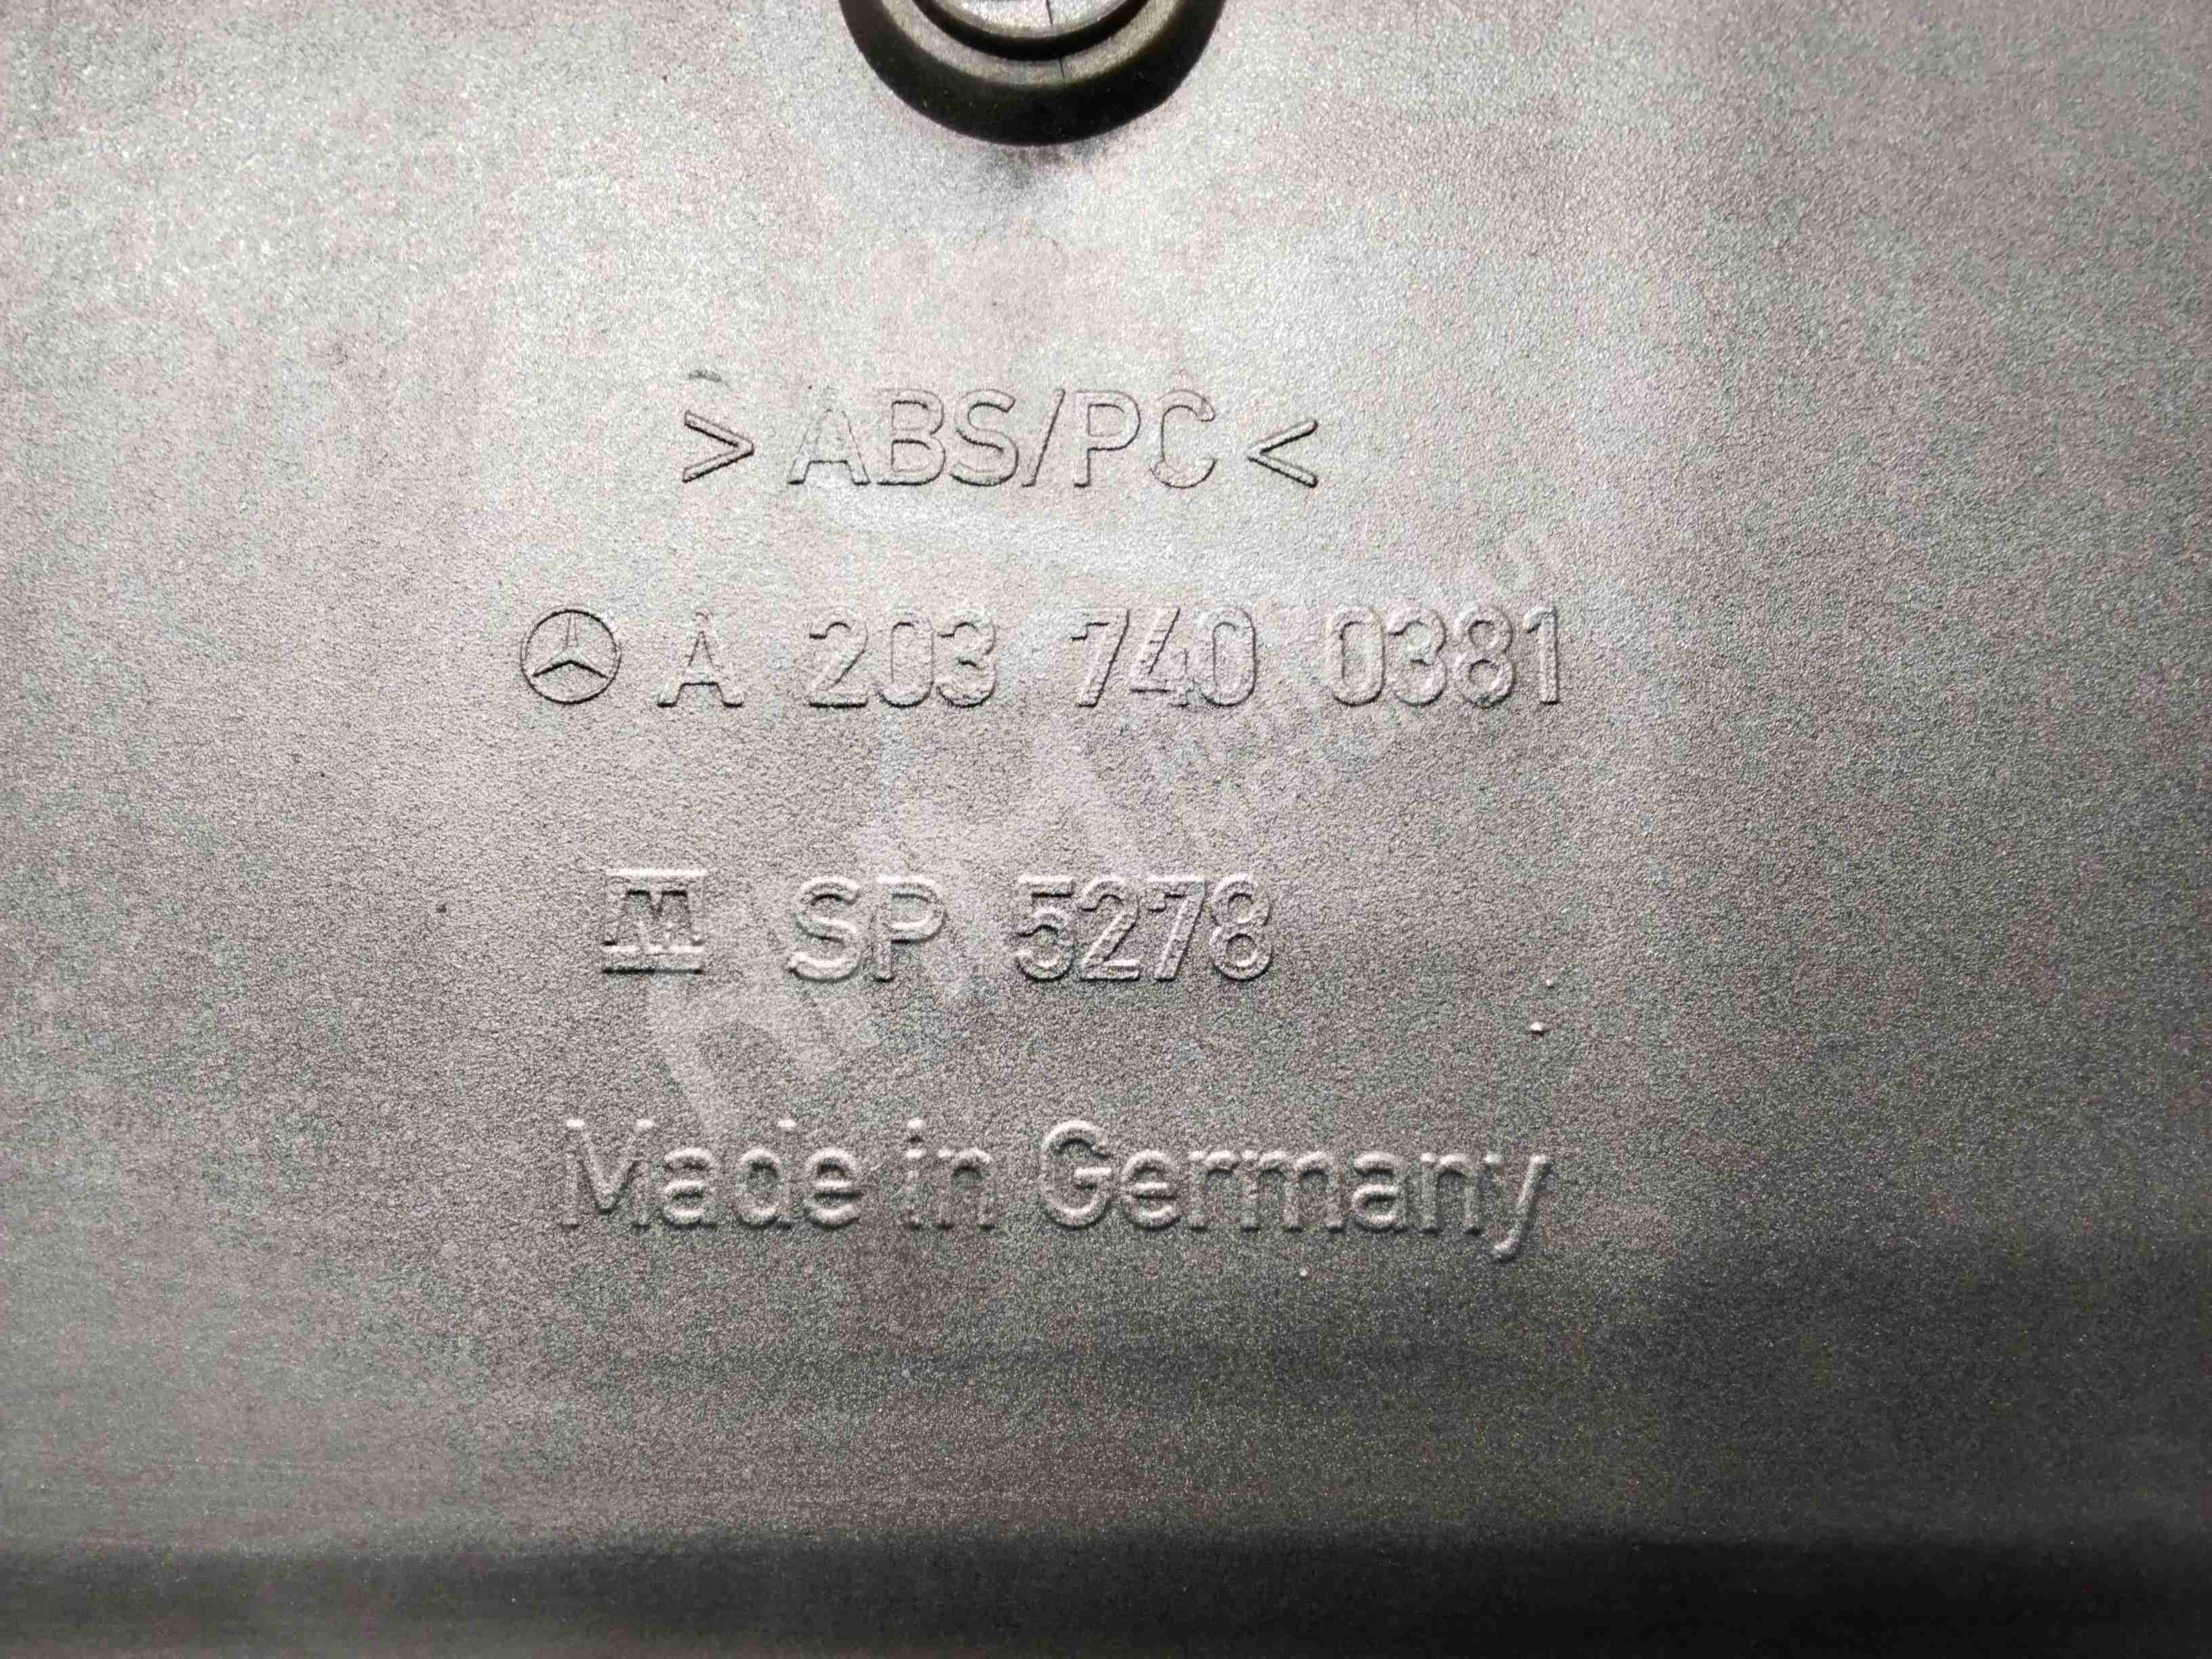 >ABS/PC<
A 203 740 0381
M SP 5278
Made in Germany